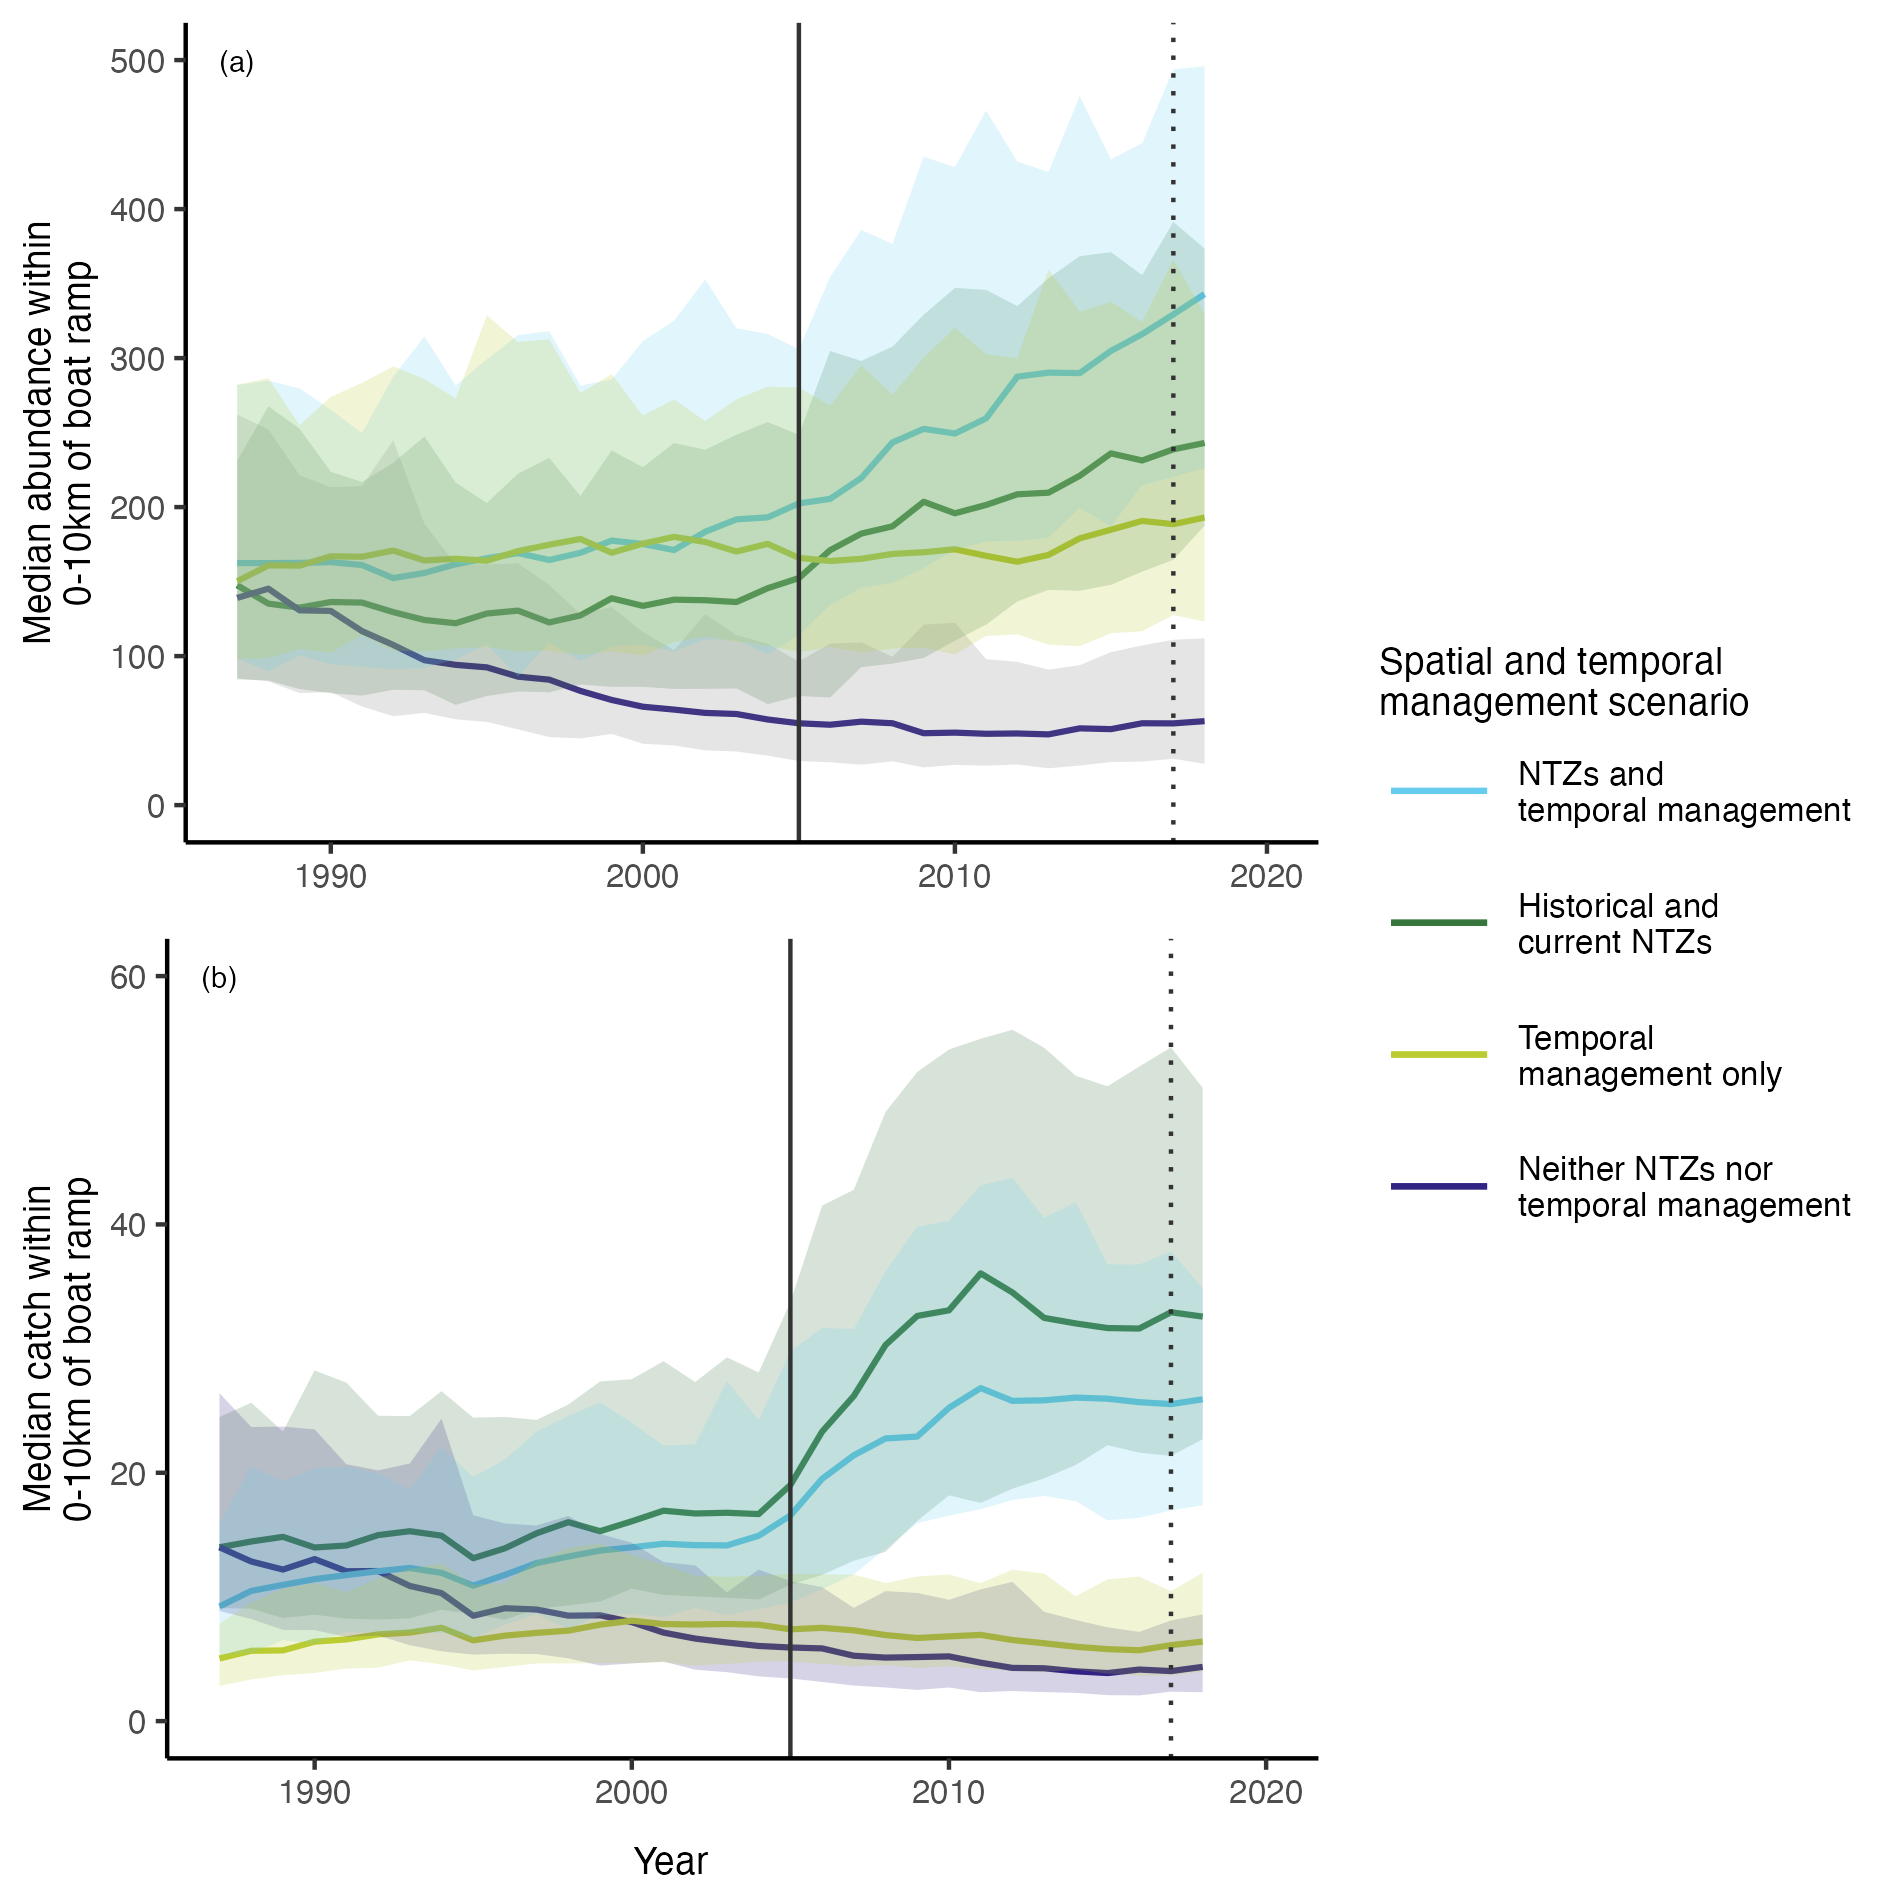 (a)
Median abundance within
0-10km of boat ramp
500
400
300
200
100
0
1990
2000
2010
2020
(b)
Median catch within
0-10km of boat ramp
60
40
20
0
1990
2000
2010
2020
Year
Spatial and temporal
management scenario
NTZs and
temporal management
Historical and
current NTZs
Temporal
management only
Neither NTZs nor
temporal management